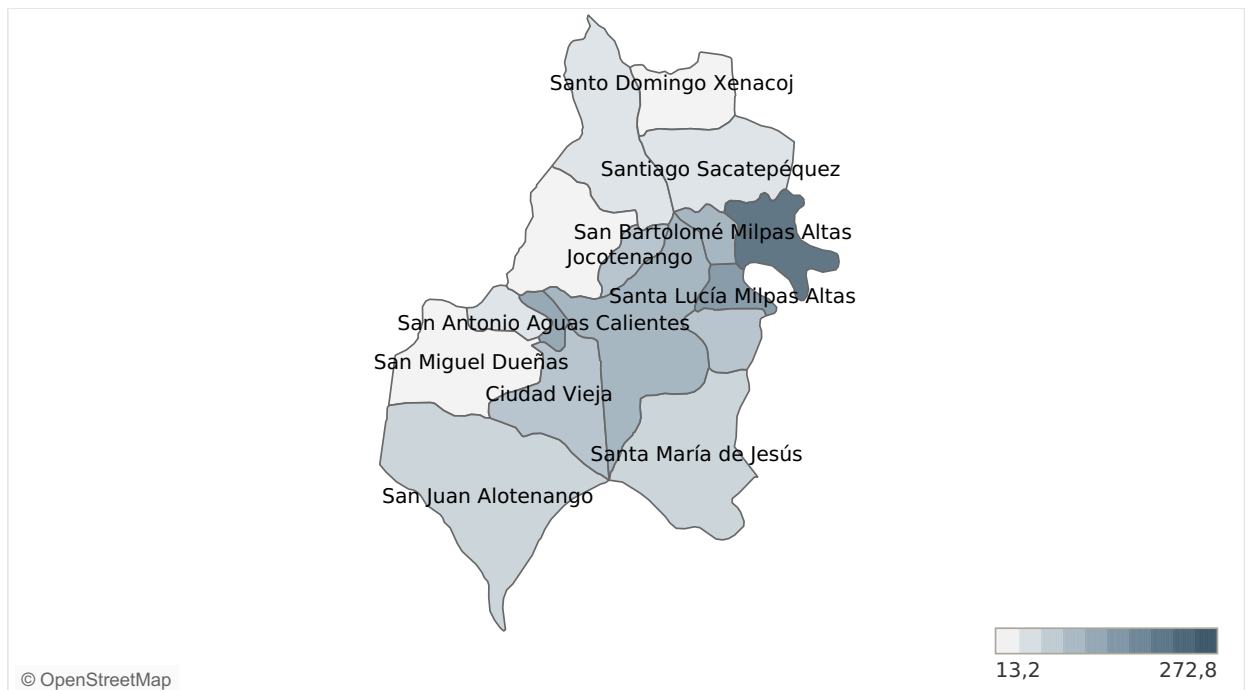 Santo Domingo Xenacoj
Santiago Sacatepéquez
San Bartolomé Milpas Altas
Jocotenango
Santa Lucía Milpas Altas
San Antonio Aguas Calientes
San Miguel Dueñas
Ciudad Vieja
Santa María de Jesús
San Juan Alotenango
13,2 272,8
© OpenStreetMap